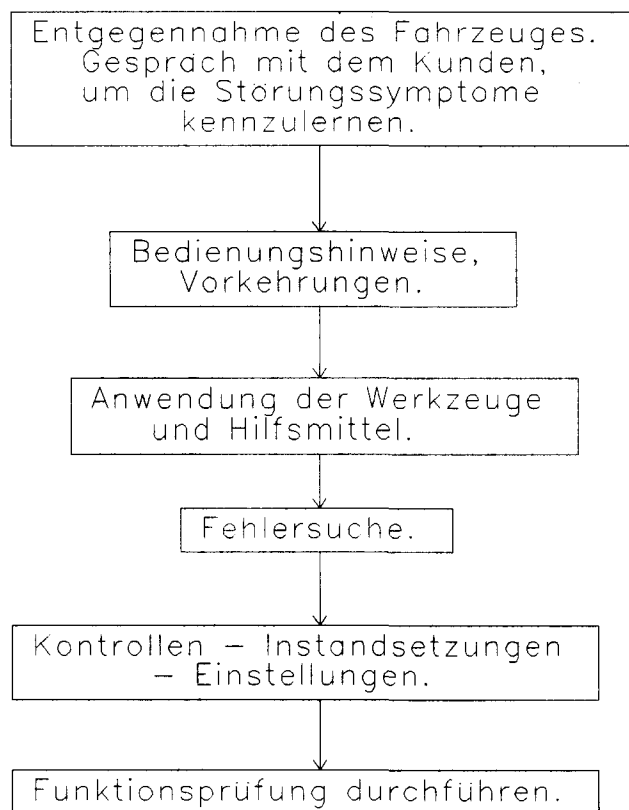 Entgegennahme des Fahrzeuges.
Gespräch mit dem Kunden,
um die Störungssymptome
kennzulernen.
Bedienungshinweise,
Vorkehrungen.
Anwendung der Werkzeuge
und Hilfsmittel.
Fehlersuche.
Kontrollen – Instandsetzungen
– Einstellungen.
Funktionsprüfung durchführen.